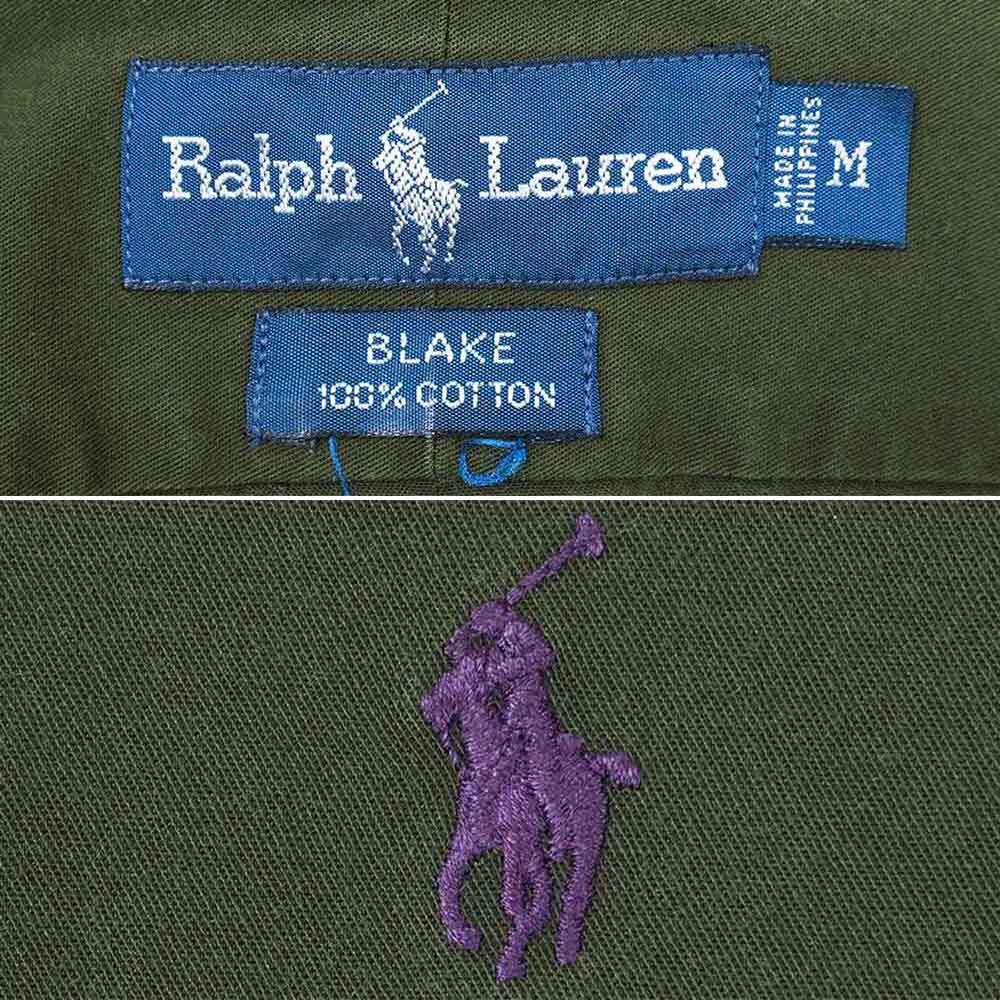 Ralph Lauren
MADE IN
PHILIPPINES
M
BLAKE
100% COTTON